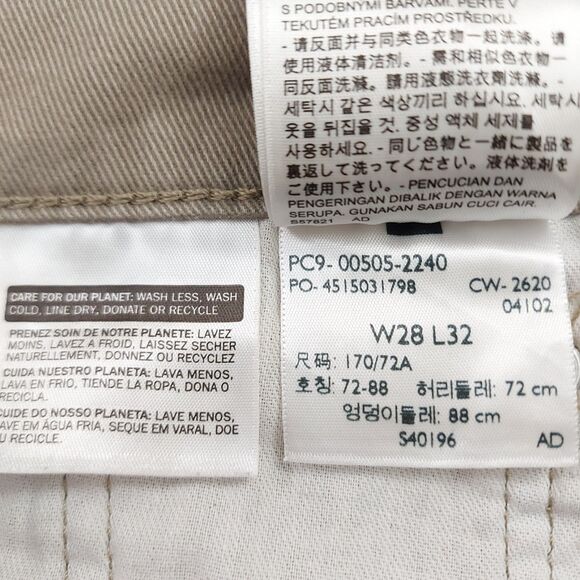 S PODOBNÝMI BARVAMI. PERTE V
TEKUTÉM PRACÍM PROSTŘEDKU.
- 请反面并与同类色衣物一起洗涤。请
使用液体清洁剂。- 需和相似色衣物一
同反面洗滌。請用液態洗衣劑洗滌。-
세탁시 같은 색상끼리 하십시요. 세탁시
옷을 뒤집을 것. 중성 액체 세제를
사용하세요. - 同じ色物と一緒に製品を
裏返して洗ってください。液体洗剤をご
使用下さい。- PENCUCIAN DAN
PENGERINGAN DIBALIK DENGAN WARNA
SERUPA. GUNAKAN SABUN CUCI CAIR.
S57621 AD
CARE FOR OUR PLANET: WASH LESS, WASH
COLD, LINE DRY, DONATE OR RECYCLE
PRENEZ SOIN DE NOTRE PLANETE: LAVEZ
MOINS, LAVEZ A FROID, LAISSEZ SECHER
NATURELLEMENT, DONNEZ OU RECYCLEZ
CUIDA NUESTRO PLANETA: LAVA MENOS,
LAVA EN FRIO, TIENDE LA ROPA, DONA O
RECICLA.
CUIDE DO NOSSO PLANETA: LAVE MENOS,
LAVE EM ÁGUA FRIA, SEQUE EM VARAL, DOE
U RECICLE.
PC9- 00505-2240
PO- 4515031798 CW- 2620
04102
W28 L32
尺码: 170/72A
호칭: 72-88 허리둘레: 72 cm
엉덩이둘레: 88 cm
S40196 AD